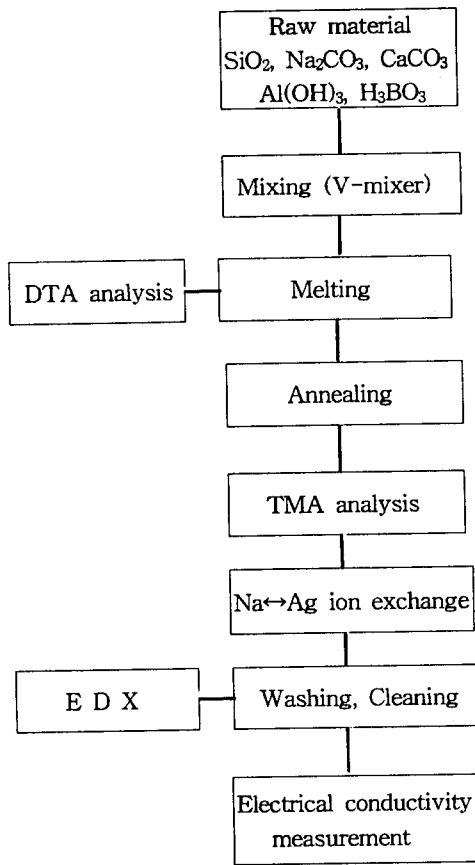 Raw material
SiO₂, Na₂CO₃, CaCO₃
Al(OH)₃, H₃BO₃
Mixing (V-mixer)
DTA analysis
Melting
Annealing
TMA analysis
Na↔Ag ion exchange
E D X
Washing, Cleaning
Electrical conductivity
measurement